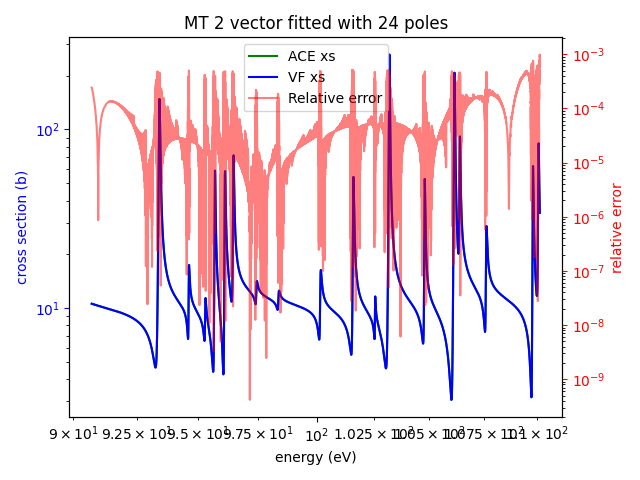 MT 2 vector fitted with 24 poles
ACE xs
VF xs
Relative error
cross section (b)
10²
10¹
relative error
10⁻³
10⁻⁴
10⁻⁵
10⁻⁶
10⁻⁷
10⁻⁸
10⁻⁹
9 × 10¹ 9.25 × 10¹ 9.5 × 10¹ 9.75 × 10¹ 10² 1.025 × 10² 1.05 × 10² 1.075 × 10² 1.1 × 10²
energy (eV)